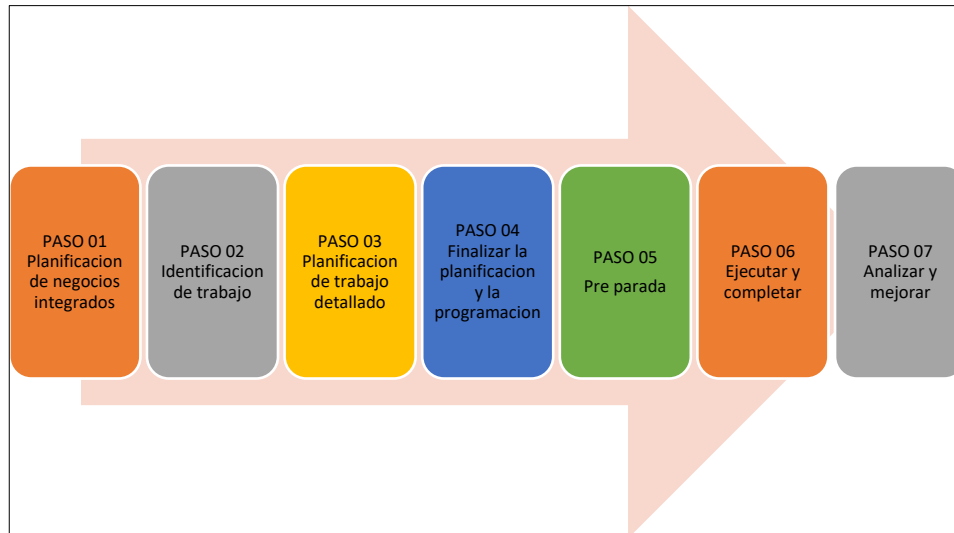 PASO 01
Planificacion
de negocios
integrados
PASO 02
Identificacion
de trabajo
PASO 03
Planificacion
de trabajo
detallado
PASO 04
Finalizar la
planificacion
y la
programacion
PASO 05
Pre parada
PASO 06
Ejecutar y
completar
PASO 07
Analizar y
mejorar